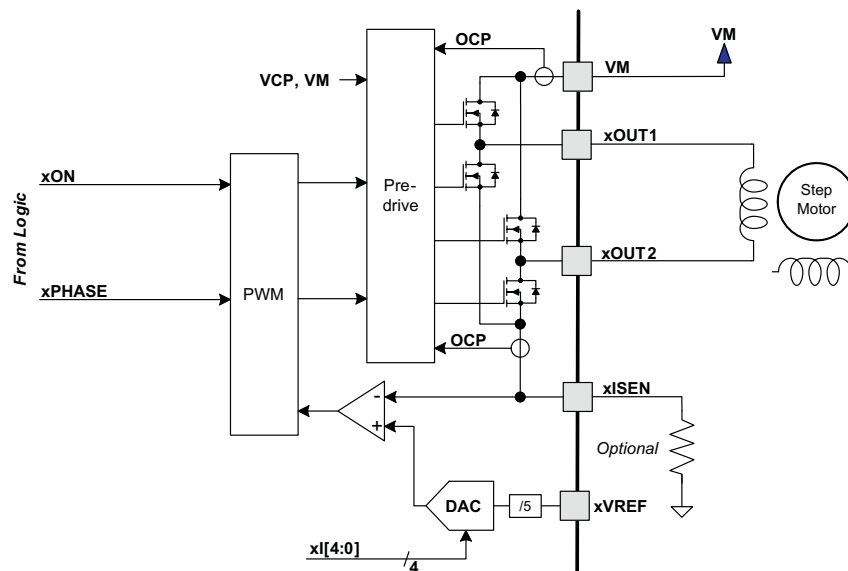 OCP
VM
VM
VCP, VM
xOUT1
xON
Pre-
drive
Step
Motor
From Logic
xOUT2
xPHASE
PWM
OCP
-
xISEN
+
Optional
DAC
/5
xVREF
xI[4:0]
4